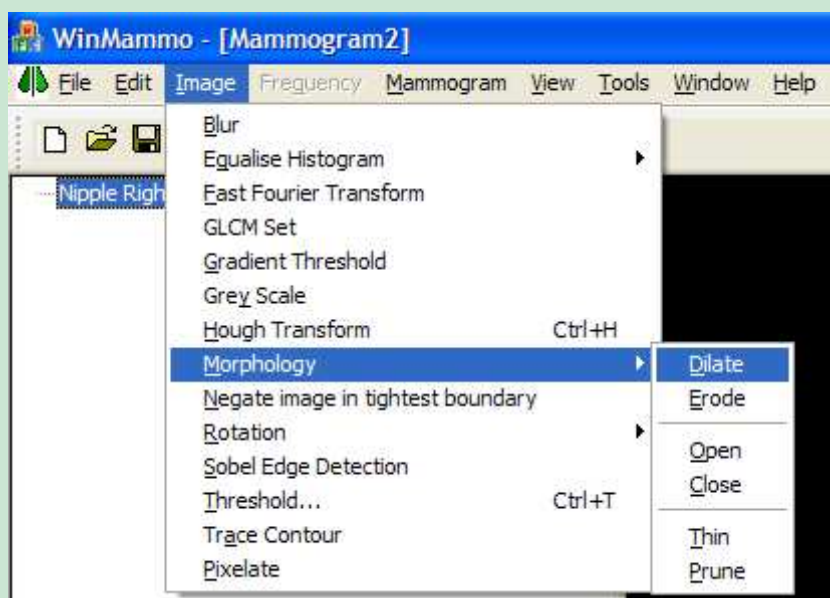 WinMammo - [Mammogram2]
File Edit Image Frequency Mammogram View Tools Window Help
Nipple Righ
Blur
Equalise Histogram
Fast Fourier Transform
GLCM Set
Gradient Threshold
Grey Scale
Hough Transform Ctrl+H
Morphology
Negate image in tightest boundary
Rotation
Sobel Edge Detection
Threshold... Ctrl+T
Trace Contour
Pixelate
Dilate
Erode
Open
Close
Thin
Prune